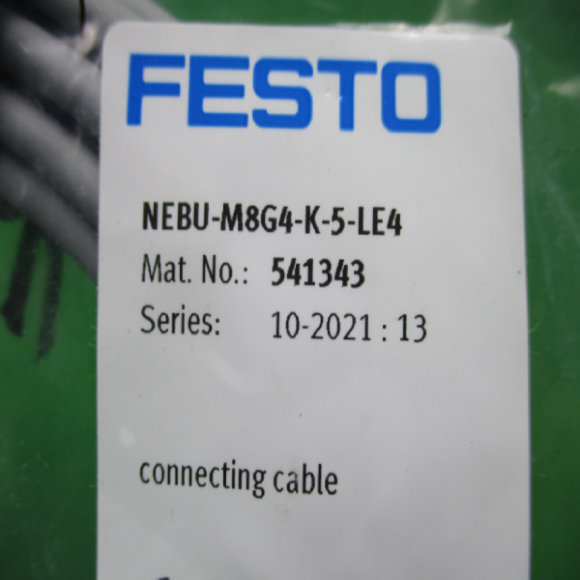 FESTO
NEBU-M8G4-K-5-LE4
Mat. No.: 541343
Series: 10-2021 : 13
connecting cable